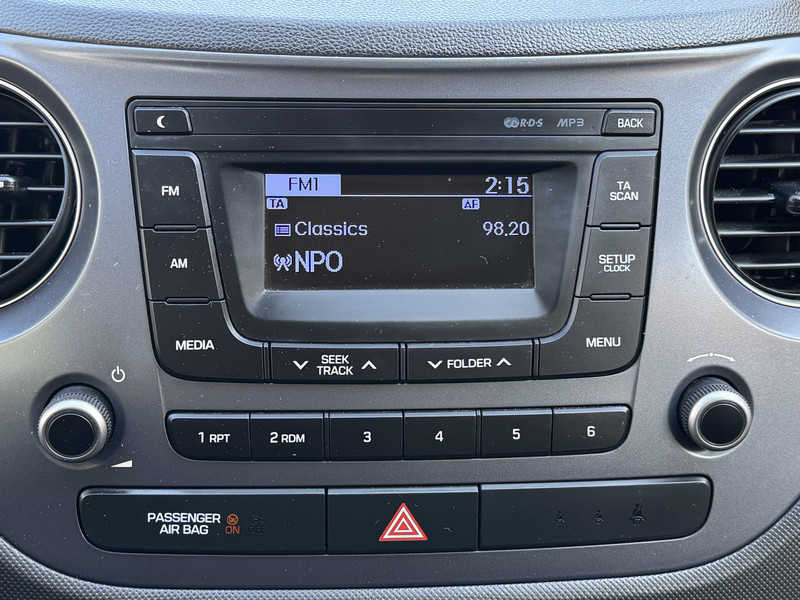 R·D·S MP3 BACK
FM
FM1 2:15
TA AF
Classics 98.20
NPO
TA
SCAN
AM
SETUP
CLOCK
MEDIA
SEEK
TRACK
FOLDER
MENU
1 RPT
2 RDM
3
4
5
6
PASSENGER
AIR BAG
ON
OFF